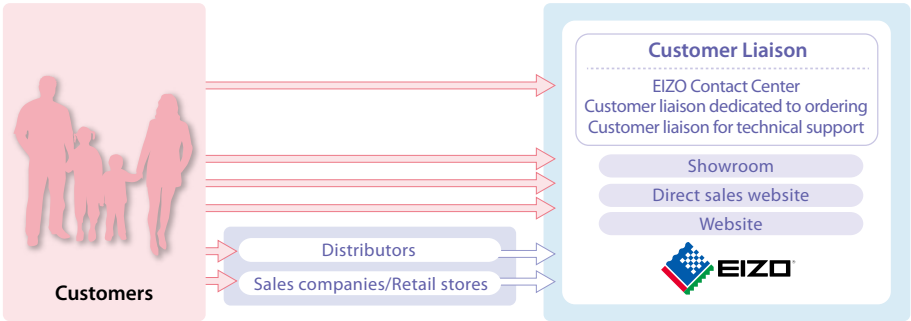 Customer Liaison
EIZO Contact Center
Customer liaison dedicated to ordering
Customer liaison for technical support
Showroom
Direct sales website
Website
Distributors
Sales companies/Retail stores
EIZO
Customers